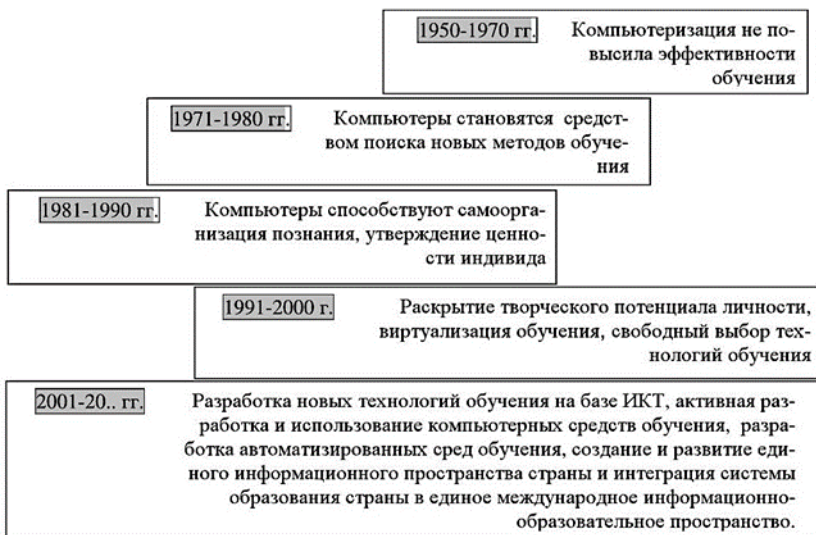 1950-1970 гг. Компьютеризация не по-
высила эффективности
обучения
1971-1980 гг. Компьютеры становятся средст-
вом поиска новых методов обуче-
ния
1981-1990 гг. Компьютеры способствуют самоорга-
низация познания, утверждение ценно-
сти индивида
1991-2000 г. Раскрытие творческого потенциала личности,
виртуализация обучения, свободный выбор тех-
нологий обучения
2001-20.. гг. Разработка новых технологий обучения на базе ИКТ, активная раз-
работка и использование компьютерных средств обучения, разра-
ботка автоматизированных сред обучения, создание и развитие еди-
ного информационного пространства страны и интеграция системы
образования страны в единое международное информационно-
образовательное пространство.